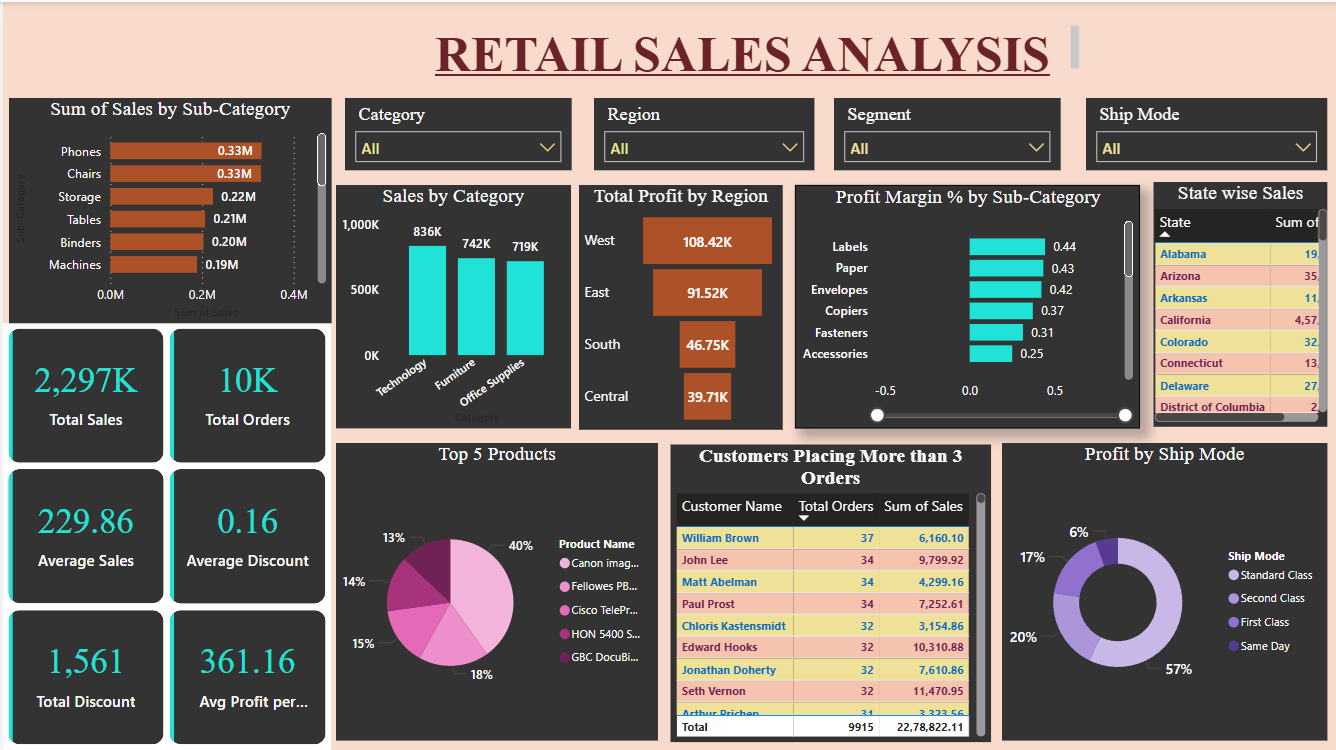 RETAIL SALES ANALYSIS
Sum of Sales by Sub-Category
Sub-Category
Phones 0.33M
Chairs 0.33M
Storage 0.22M
Tables 0.21M
Binders 0.20M
Machines 0.19M
0.0M 0.2M 0.4M
Sum of Sales
Category
All
Region
All
Segment
All
Ship Mode
All
2,297K
Total Sales
10K
Total Orders
229.86
Average Sales
0.16
Average Discount
1,561
Total Discount
361.16
Avg Profit per...
Sales by Category
1,000K
500K
0K
836K 742K 719K
Technology Furniture Office Supplies
Category
Total Profit by Region
West 108.42K
East 91.52K
South 46.75K
Central 39.71K
Profit Margin % by Sub-Category
Labels 0.44
Paper 0.43
Envelopes 0.42
Copiers 0.37
Fasteners 0.31
Accessories 0.25
-0.5 0.0 0.5
State wise Sales
State Sum of
Alabama 19,
Arizona 35,
Arkansas 11,
California 4,57,
Colorado 32,
Connecticut 13,
Delaware 27,
District of Columbia 2,
Top 5 Products
40%
18%
15%
14%
13%
Product Name
Canon imag...
Fellowes PB...
Cisco TelePr...
HON 5400 S...
GBC DocuBi...
Customers Placing More than 3
Orders
Customer Name Total Orders Sum of Sales
William Brown 37 6,160.10
John Lee 34 9,799.92
Matt Abelman 34 4,299.16
Paul Prost 34 7,252.61
Chloris Kastensmidt 32 3,154.86
Edward Hooks 32 10,310.88
Jonathan Doherty 32 7,610.86
Seth Vernon 32 11,470.95
Arthur Prichep 31 3,323.56
Total 9915 22,78,822.11
Profit by Ship Mode
57%
20%
17%
6%
Ship Mode
Standard Class
Second Class
First Class
Same Day